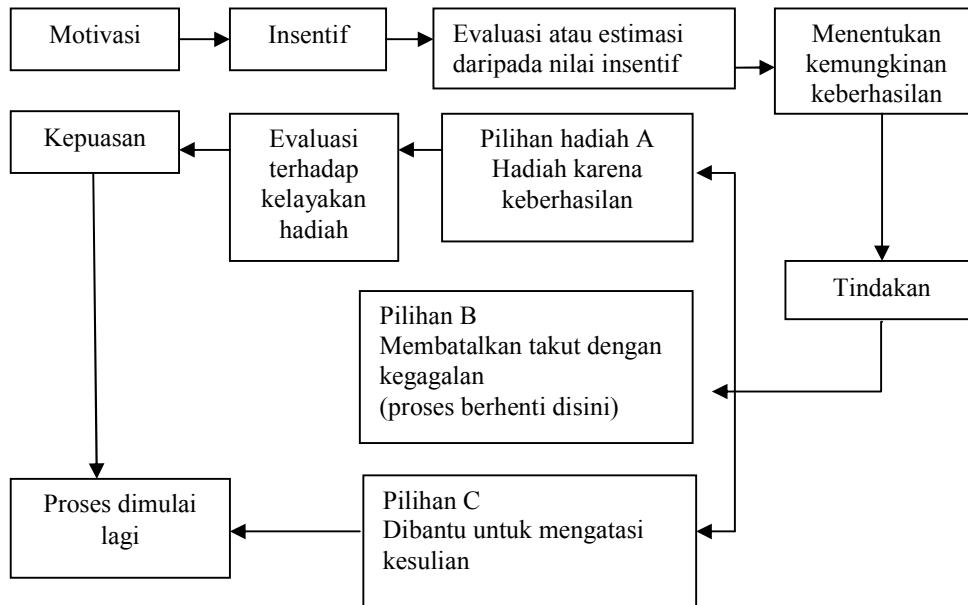 Motivasi
Insentif
Evaluasi atau estimasi
daripada nilai insentif
Menentukan
kemungkinan
keberhasilan
Kepuasan
Evaluasi
terhadap
kelayakan
hadiah
Pilihan hadiah A
Hadiah karena
keberhasilan
Tindakan
Pilihan B
Membatalkan takut dengan
kegagalan
(proses berhenti disini)
Proses dimulai
lagi
Pilihan C
Dibantu untuk mengatasi
kesulian